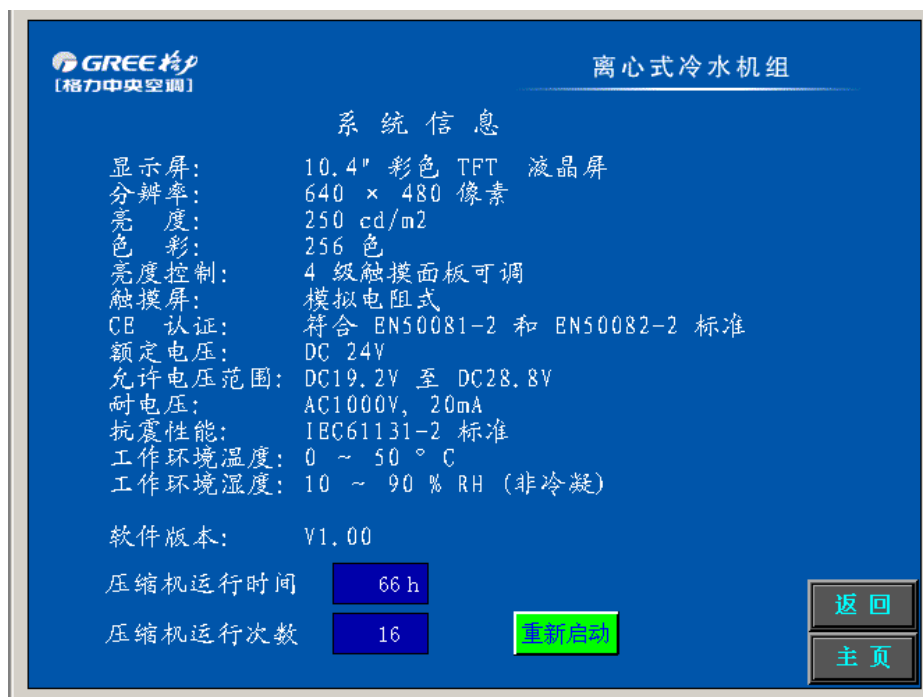 GREE 格力
[格力中央空调]
离心式冷水机组
系统信息
显示屏: 10.4" 彩色 TFT 液晶屏
分辨率: 640 × 480 像素
亮 度: 250 cd/m2
色 彩: 256 色
亮度控制: 4 级触摸面板可调
触摸屏: 模拟电阻式
CE 认证: 符合 EN50081-2 和 EN50082-2 标准
额定电压: DC 24V
允许电压范围: DC19.2V 至 DC28.8V
耐电压: AC1000V, 20mA
抗震性能: IEC61131-2 标准
工作环境温度: 0 ~ 50 ° C
工作环境湿度: 10 ~ 90 % RH (非冷凝)
软件版本: V1.00
压缩机运行时间 66 h
压缩机运行次数 16
重新启动
返回
主页